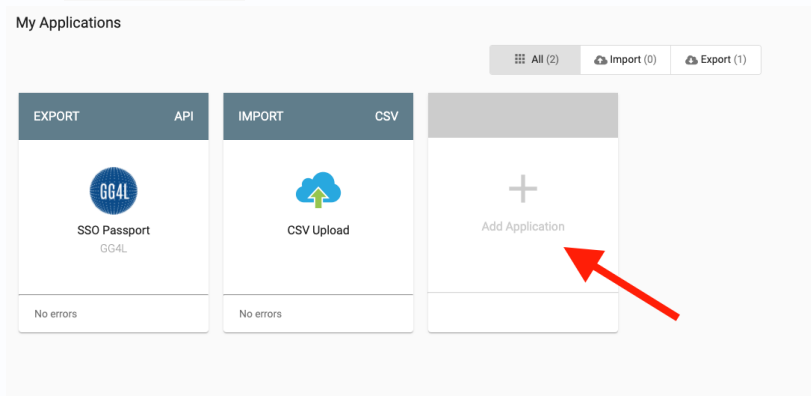 My Applications
All (2) Import (0) Export (1)
EXPORT API
IMPORT CSV
GG4L
SSO Passport
GG4L
CSV Upload
Add Application
No errors
No errors